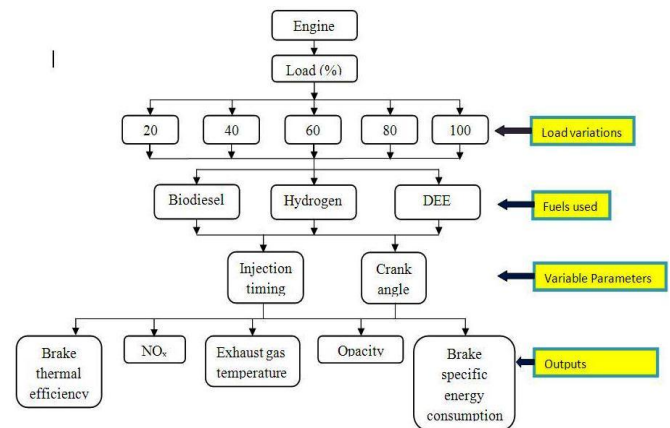 Engine
Load (%)
20 40 60 80 100 Load variations
Biodiesel Hydrogen DEE Fuels used
Injection timing Crank angle Variable Parameters
Brake thermal efficiency
NOx
Exhaust gas temperature
Opacity
Brake specific energy consumption
Outputs